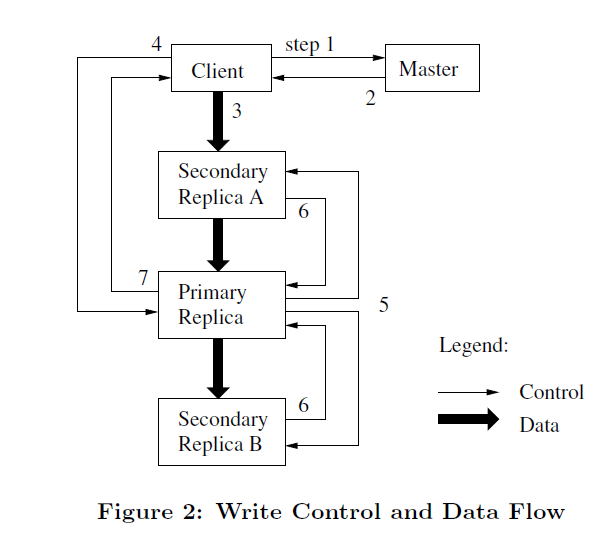 4
step 1
Client
Master
2
3
Secondary
Replica A
6
7
Primary
Replica
5
Legend:
Control
6
Secondary
Replica B
Data
Figure 2: Write Control and Data Flow